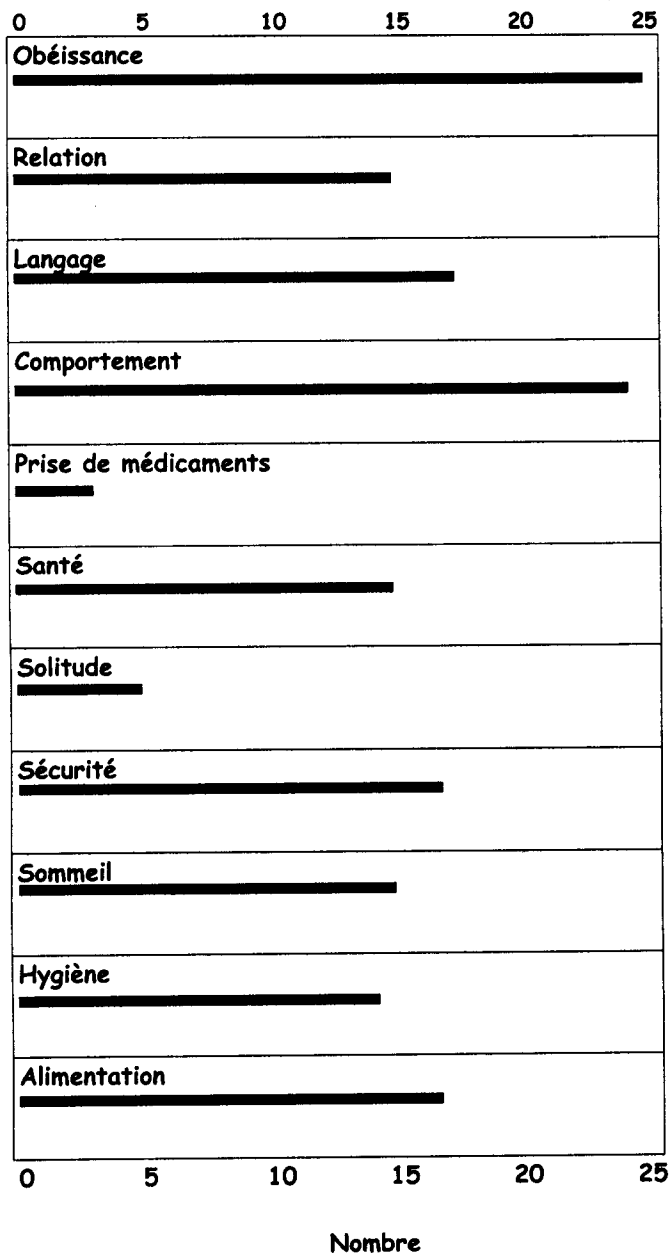 0 5 10 15 20 25
Obéissance
Relation
Langage
Comportement
Prise de médicaments
Santé
Solitude
Sécurité
Sommeil
Hygiène
Alimentation
0 5 10 15 20 25
Nombre